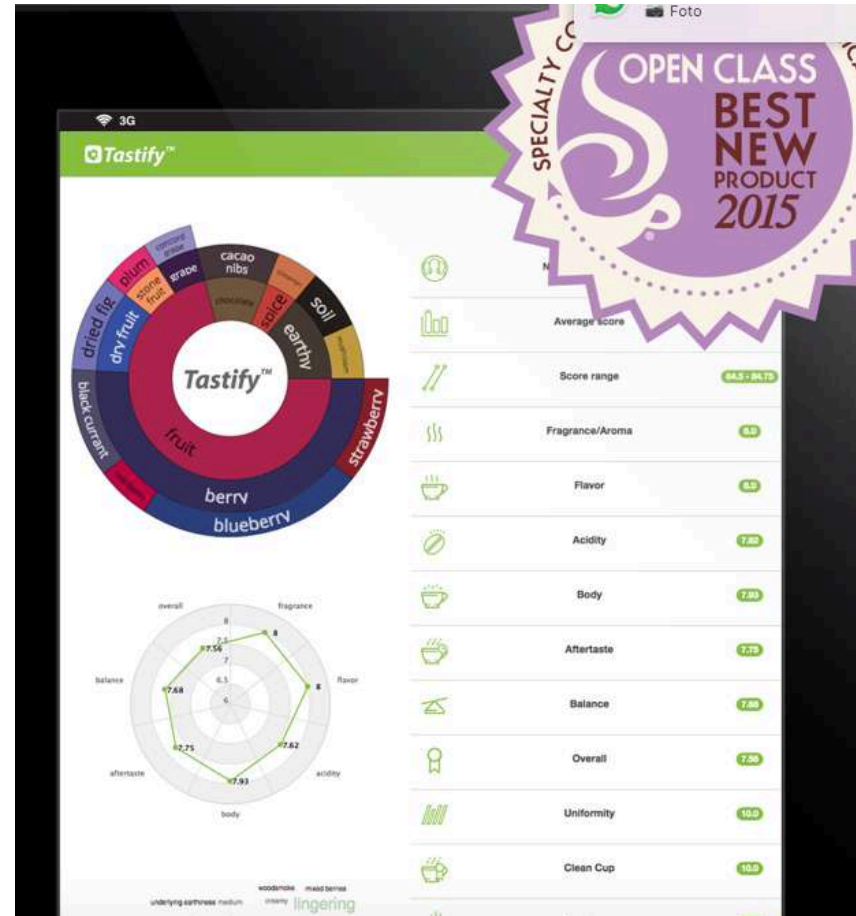 Foto
SPECIALTY CO
OPEN CLASS
BEST
NEW
PRODUCT
2015
3G
Tastify™
concord grape
plum
stone fruit
grape
cacao nibs
chocolate
spice
soil
earthy
dried fig
dry fruit
black currant
Tastify™
fruit
berry
blueberry
strawberry
N
Average score
Score range 84.5 - 84.75
Fragrance/Aroma 8.0
Flavor 8.0
Acidity 7.62
Body 7.93
Aftertaste 7.75
Balance 7.68
Overall 7.56
Uniformity 10.0
Clean Cup 10.0
overall
fragrance
8
8
7.5
7.56
7
balance
6.5
flavor
7.68
6
8
7.75
7.62
aftertaste
acidity
7.93
body
woodsmoke mixed berries
underlying earthiness medium creamy lingering